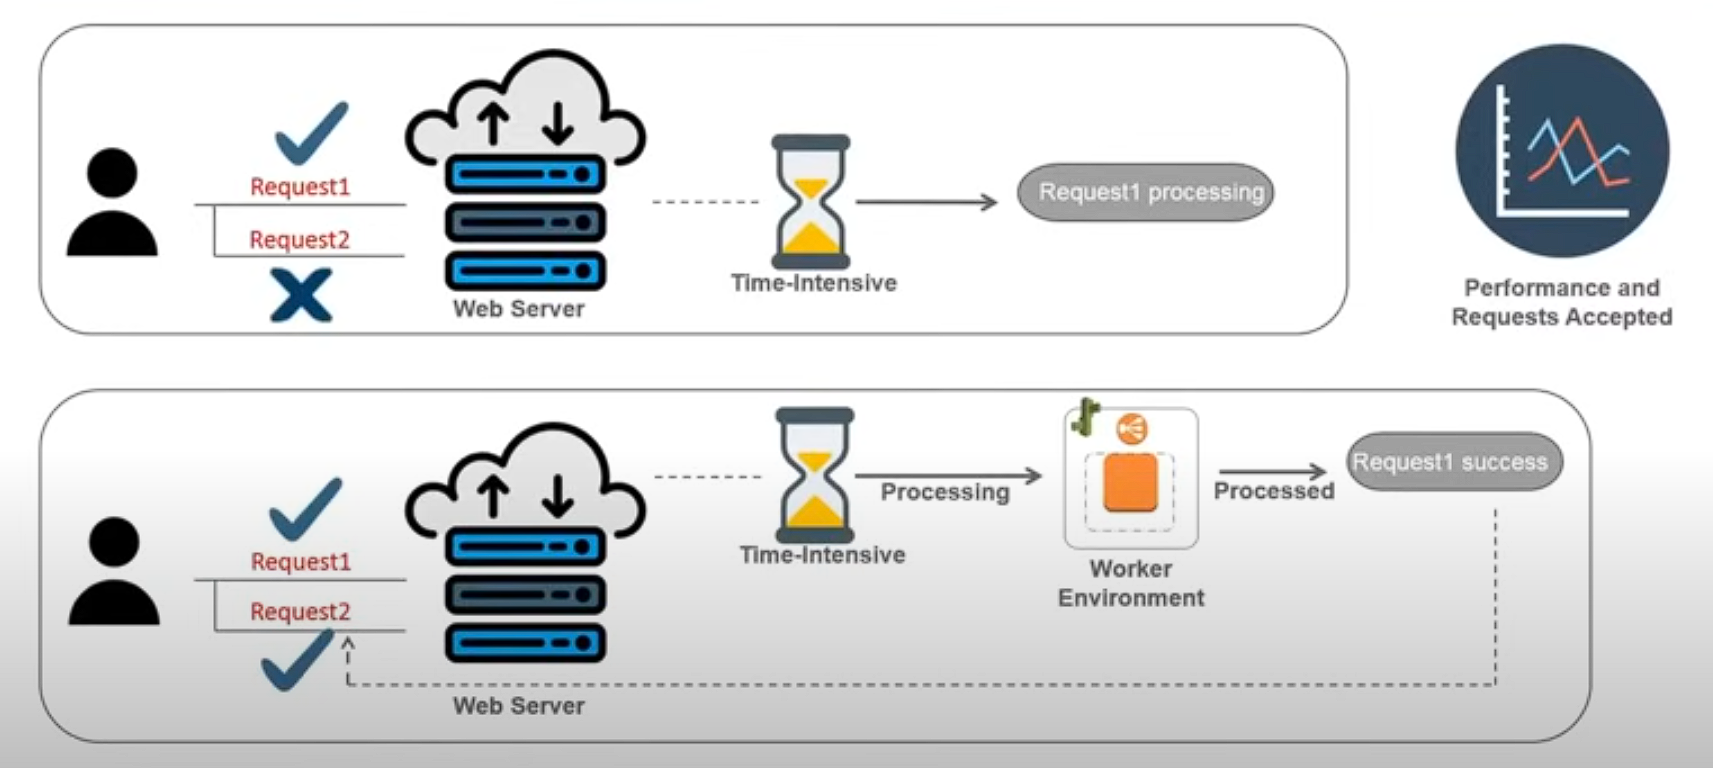 Request1
Request2
Web Server
Time-Intensive
Request1 processing
Performance and
Requests Accepted
Request1
Request2
Web Server
Time-Intensive
Processing
Worker
Environment
Processed
Request1 success